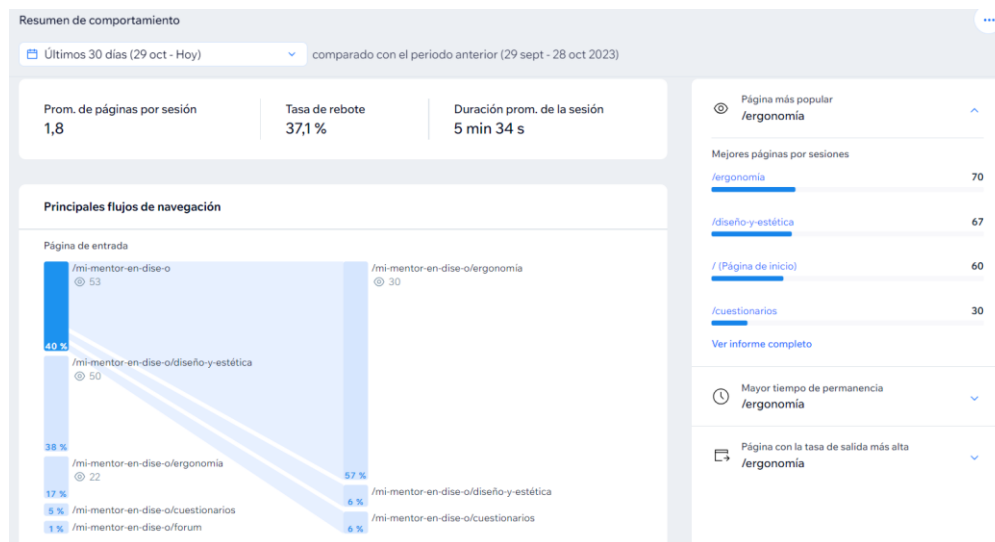 Resumen de comportamiento
Últimos 30 días (29 oct - Hoy)
comparado con el periodo anterior (29 sept - 28 oct 2023)
Prom. de páginas por sesión
1,8
Tasa de rebote
37,1 %
Duración prom. de la sesión
5 min 34 s
Principales flujos de navegación
Página de entrada
/mi-mentor-en-dise-o
53
40 %
/mi-mentor-en-dise-o/diseño-y-estética
50
38 %
/mi-mentor-en-dise-o/ergonomía
22
17 %
5 %
/mi-mentor-en-dise-o/cuestionarios
1 %
/mi-mentor-en-dise-o/forum
/mi-mentor-en-dise-o/ergonomía
30
57 %
/mi-mentor-en-dise-o/diseño-y-estética
6 %
/mi-mentor-en-dise-o/cuestionarios
6 %
Página más popular
/ergonomía
Mejores páginas por sesiones
/ergonomía
70
/diseño-y-estética
67
/ (Página de inicio)
60
/cuestionarios
30
Ver informe completo
Mayor tiempo de permanencia
/ergonomía
Página con la tasa de salida más alta
/ergonomía